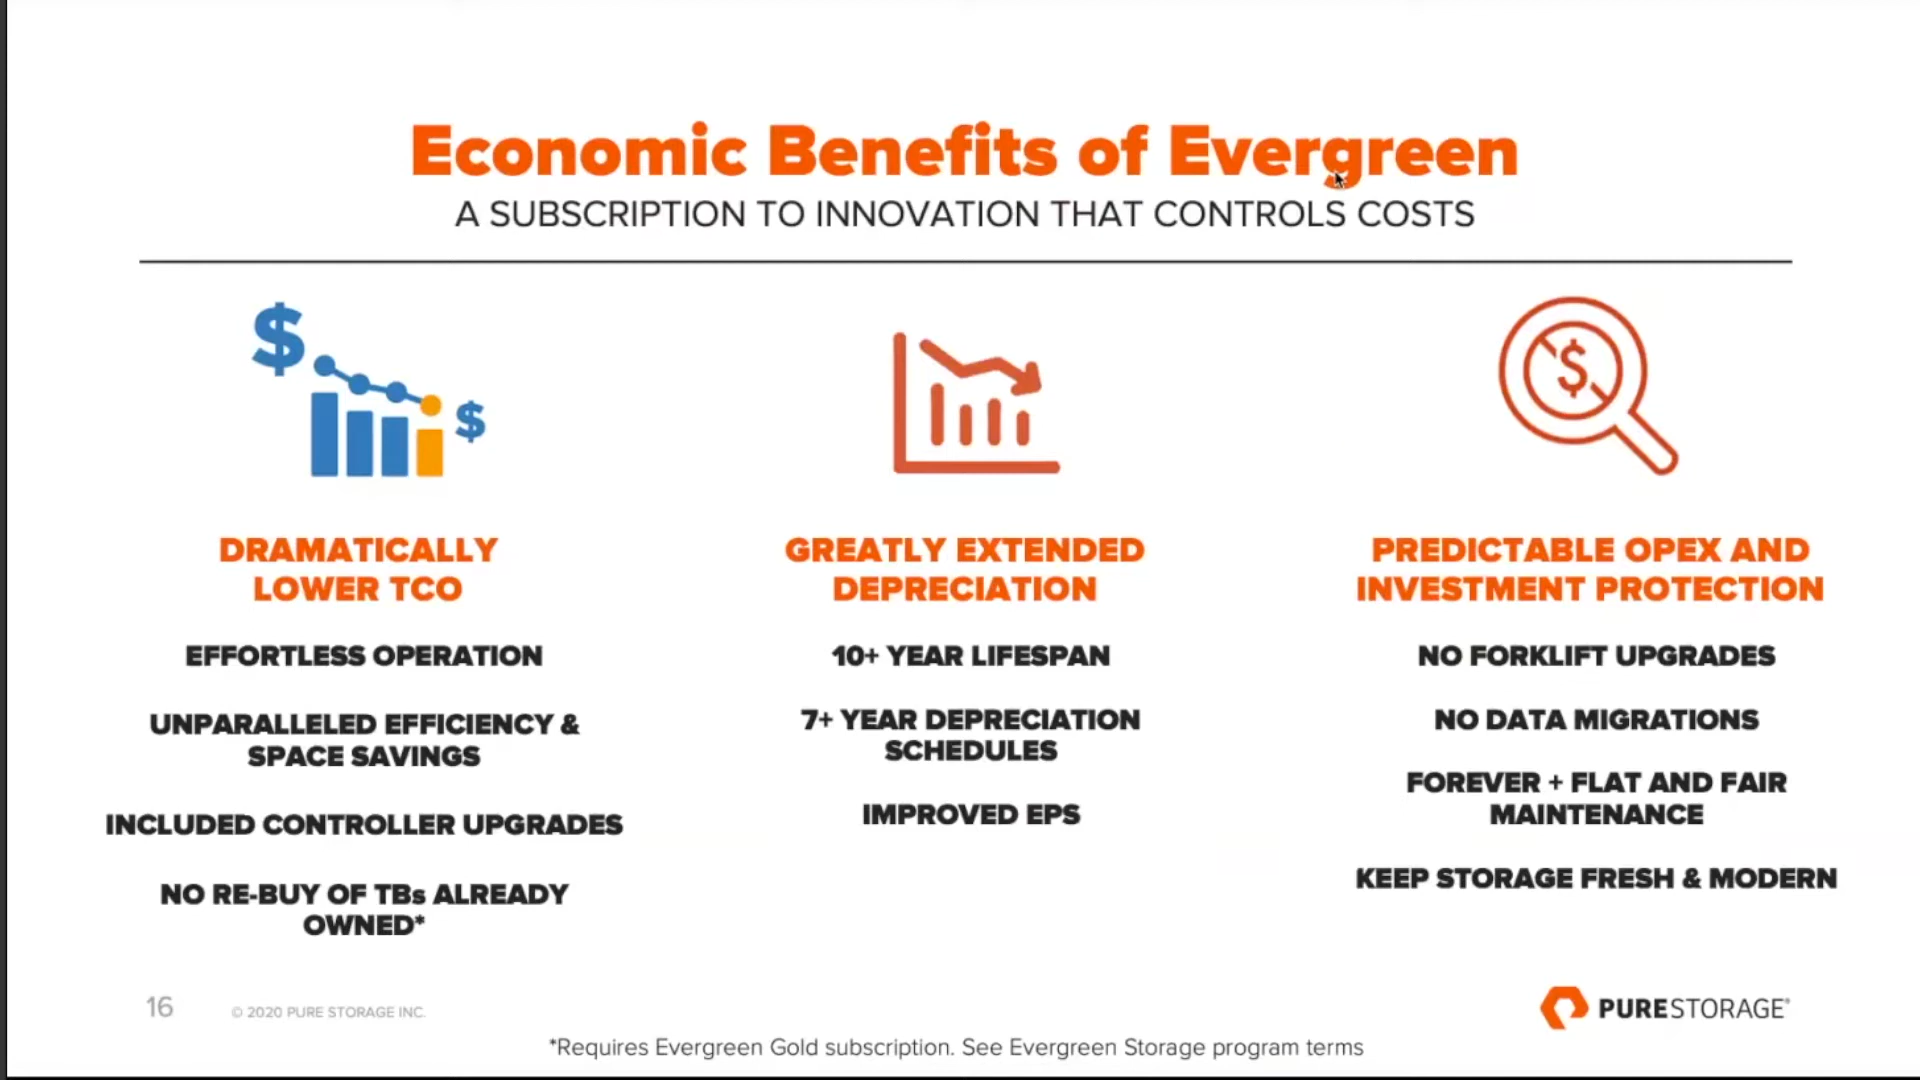 Economic Benefits of Evergreen
A SUBSCRIPTION TO INNOVATION THAT CONTROLS COSTS
$
$
$
DRAMATICALLY
LOWER TCO
EFFORTLESS OPERATION
UNPARALLELED EFFICIENCY &
SPACE SAVINGS
INCLUDED CONTROLLER UPGRADES
NO RE-BUY OF TBs ALREADY
OWNED*
GREATLY EXTENDED
DEPRECIATION
10+ YEAR LIFESPAN
7+ YEAR DEPRECIATION
SCHEDULES
IMPROVED EPS
PREDICTABLE OPEX AND
INVESTMENT PROTECTION
NO FORKLIFT UPGRADES
NO DATA MIGRATIONS
FOREVER + FLAT AND FAIR
MAINTENANCE
KEEP STORAGE FRESH & MODERN
16
© 2020 PURE STORAGE INC.
PURESTORAGE®
*Requires Evergreen Gold subscription. See Evergreen Storage program terms